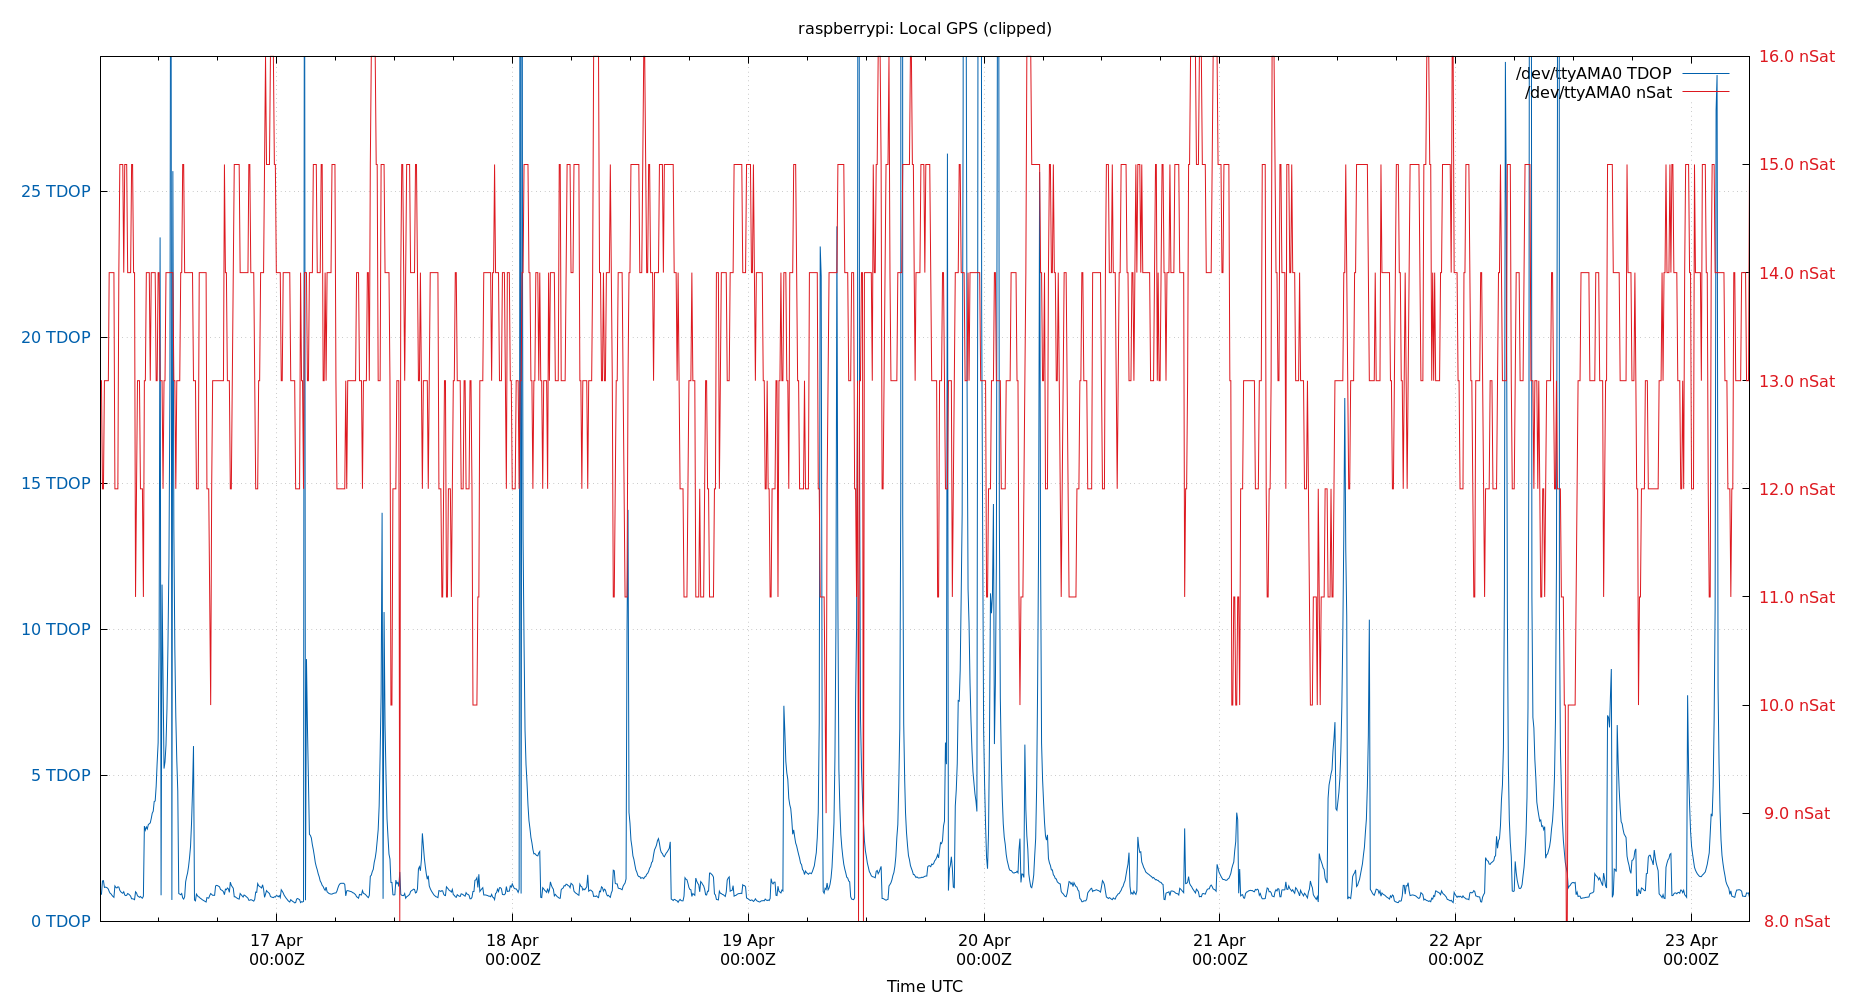 raspberrypi: Local GPS (clipped)
/dev/ttyAMA0 TDOP
/dev/ttyAMA0 nSat
25 TDOP
20 TDOP
15 TDOP
10 TDOP
5 TDOP
0 TDOP
16.0 nSat
15.0 nSat
14.0 nSat
13.0 nSat
12.0 nSat
11.0 nSat
10.0 nSat
9.0 nSat
8.0 nSat
17 Apr
00:00Z
18 Apr
00:00Z
19 Apr
00:00Z
20 Apr
00:00Z
21 Apr
00:00Z
22 Apr
00:00Z
23 Apr
00:00Z
Time UTC